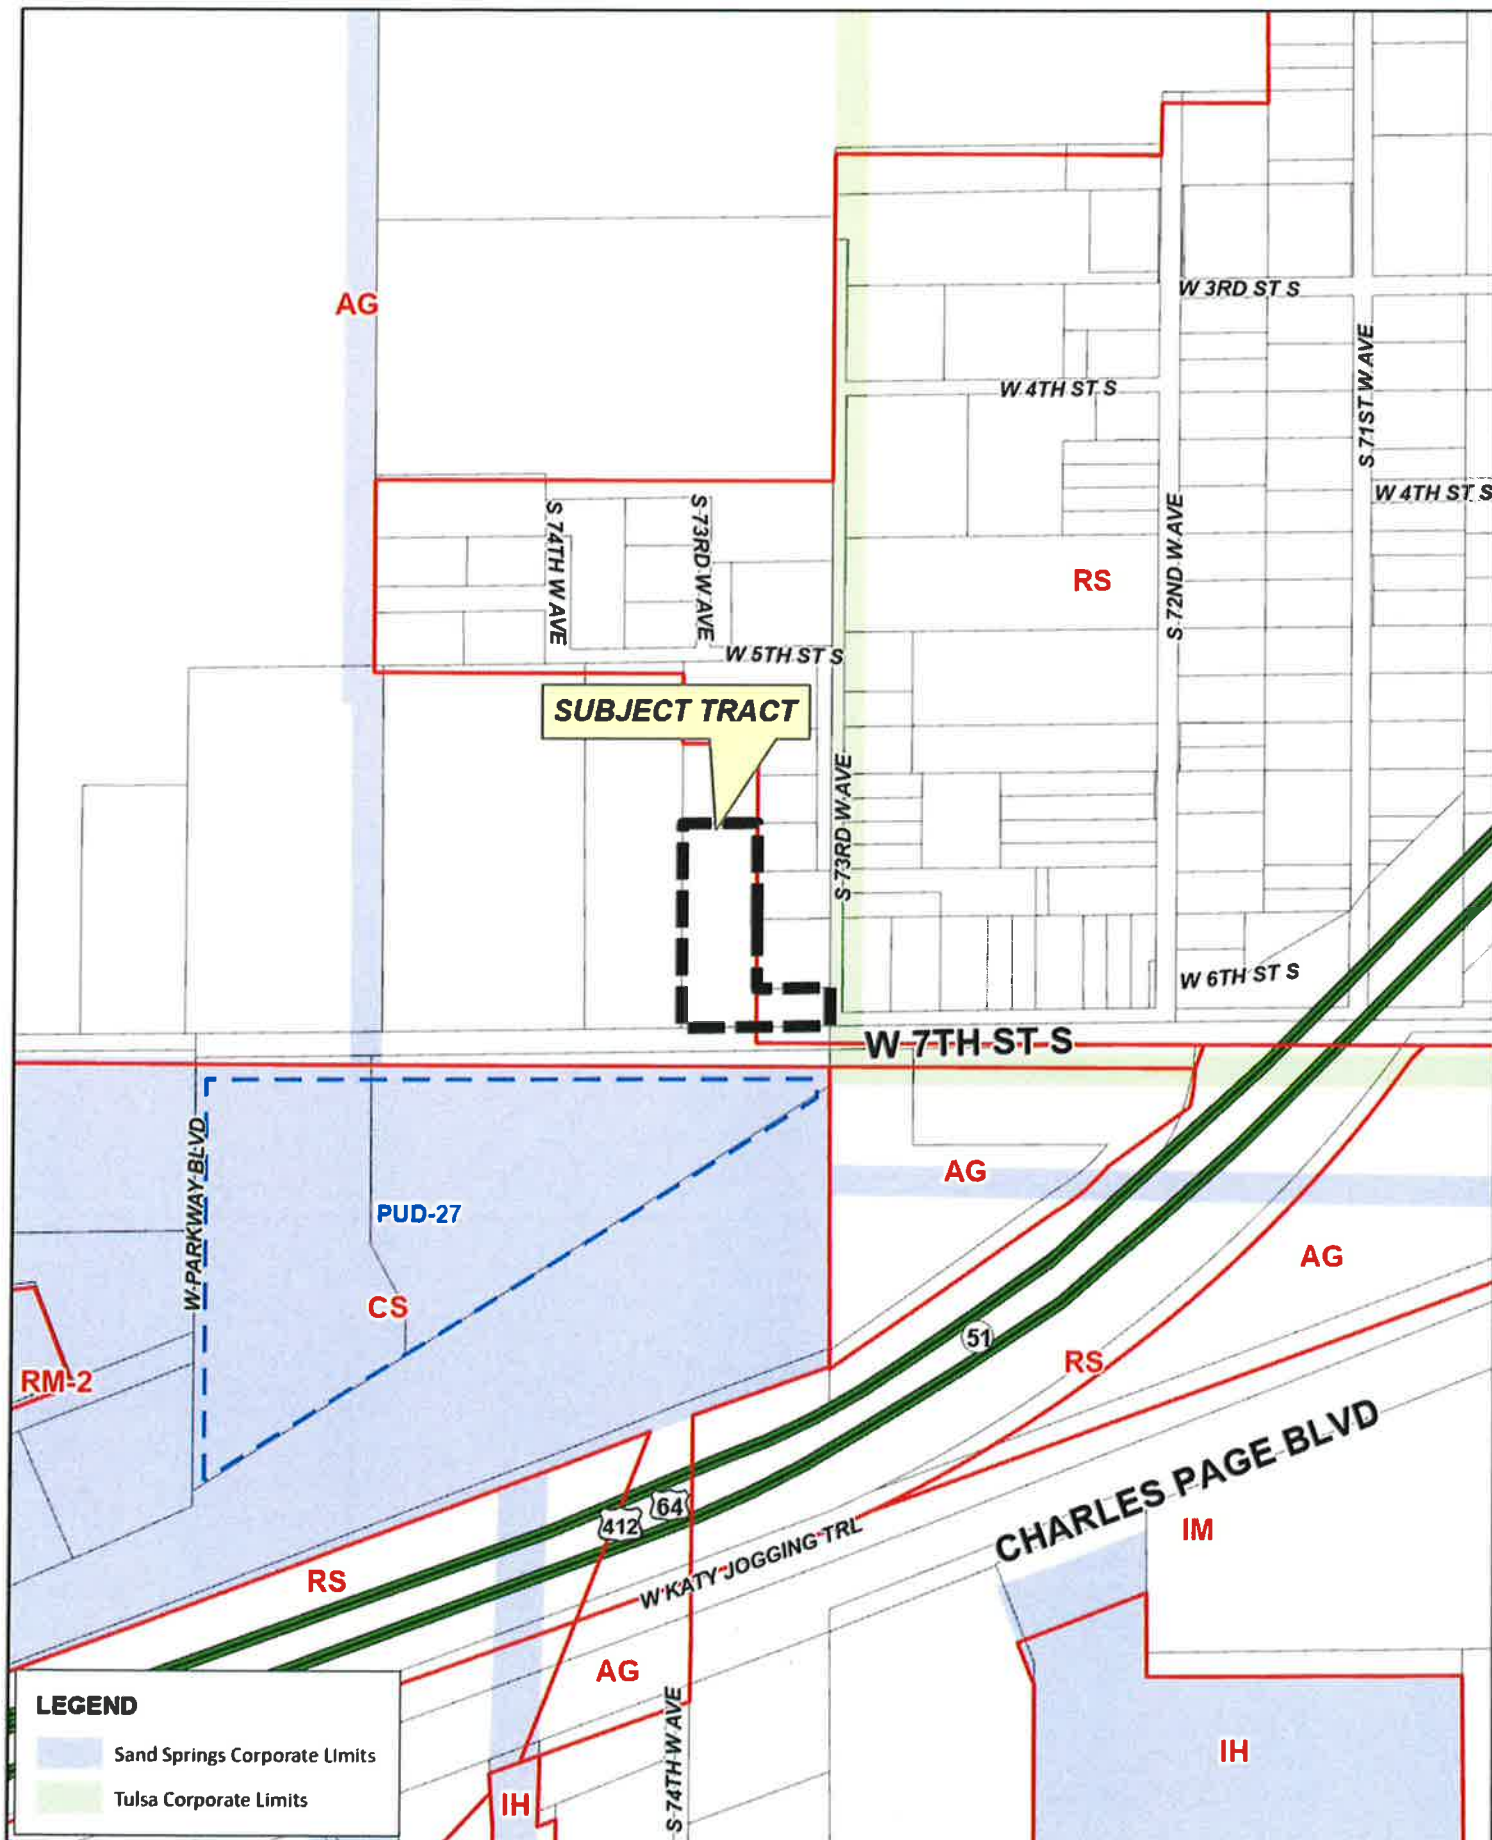 AG
W 3RD ST S
S 71ST W AVE
W 4TH ST S
W 4TH ST S
S 74TH W AVE
S 73RD W AVE
S 72ND W AVE
RS
W 5TH ST S
SUBJECT TRACT
S 73RD W AVE
W 6TH ST S
W 7TH ST S
W PARKWAY BLVD
AG
PUD-27
AG
CS
51
RS
RM-2
CHARLES PAGE BLVD
64
412
IM
W KATY JOGGING TRL
RS
AG
S 74TH W AVE
IH
IH
LEGEND
Sand Springs Corporate Limits
Tulsa Corporate Limits